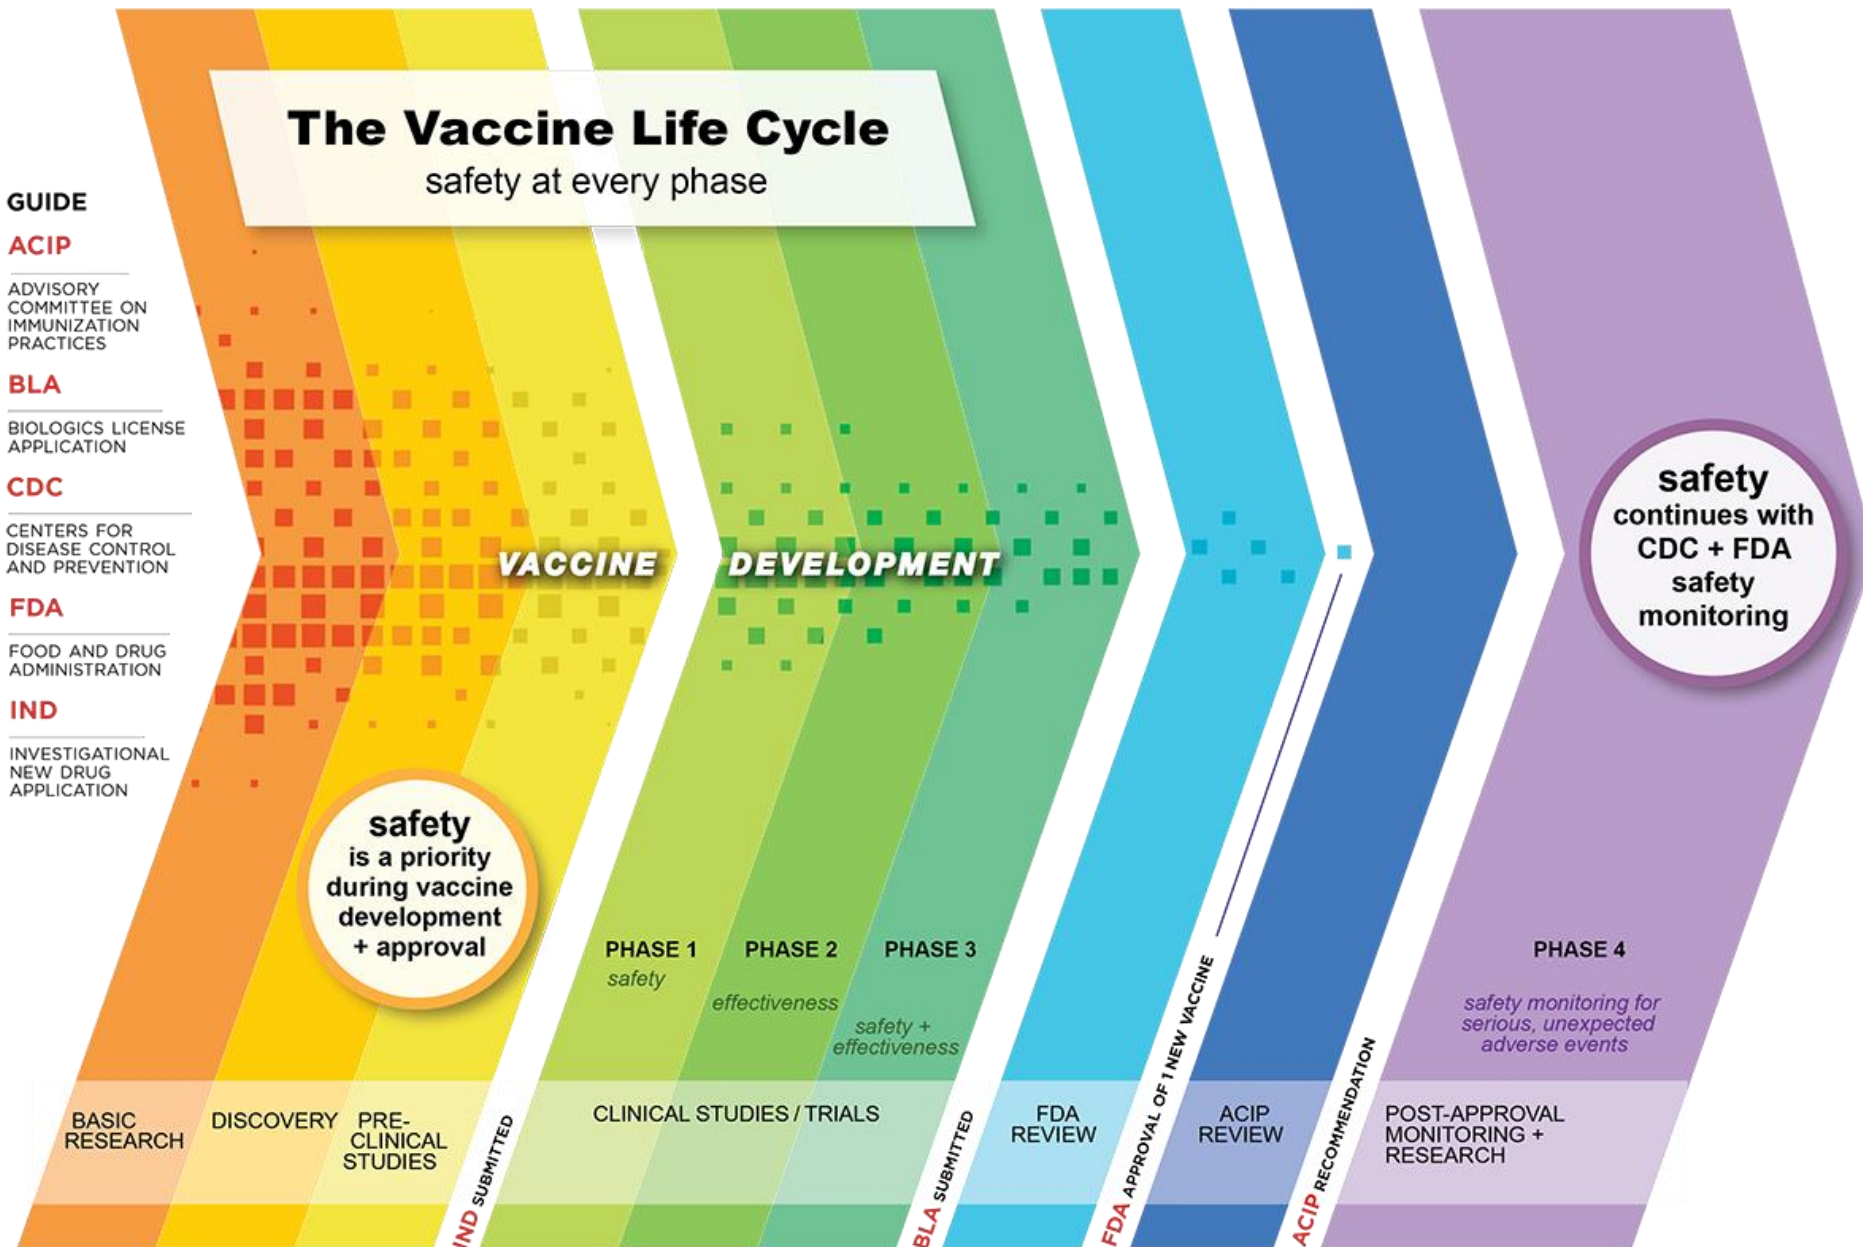 The Vaccine Life Cycle
safety at every phase
GUIDE
ACIP
ADVISORY
COMMITTEE ON
IMMUNIZATION
PRACTICES
BLA
BIOLOGICS LICENSE
APPLICATION
CDC
CENTERS FOR
DISEASE CONTROL
AND PREVENTION
FDA
FOOD AND DRUG
ADMINISTRATION
IND
INVESTIGATIONAL
NEW DRUG
APPLICATION
VACCINE DEVELOPMENT
safety
is a priority
during vaccine
development
+ approval
safety
continues with
CDC + FDA
safety
monitoring
PHASE 1
safety
PHASE 2
effectiveness
PHASE 3
safety +
effectiveness
PHASE 4
safety monitoring for
serious, unexpected
adverse events
BASIC
RESEARCH
DISCOVERY
PRE-
CLINICAL
STUDIES
IND SUBMITTED
CLINICAL STUDIES / TRIALS
BLA SUBMITTED
FDA
REVIEW
FDA APPROVAL OF 1 NEW VACCINE
ACIP
REVIEW
ACIP RECOMMENDATION
POST-APPROVAL
MONITORING +
RESEARCH